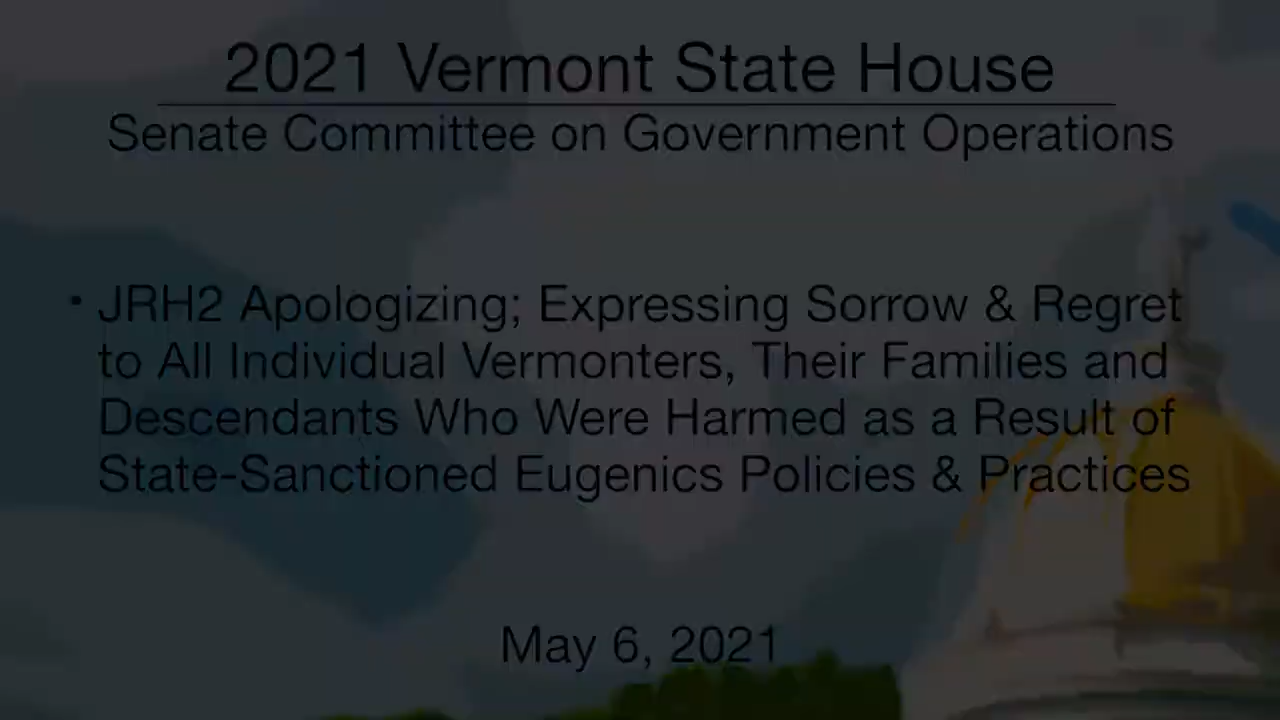 2021 Vermont State House
Senate Committee on Government Operations
• JRH2 Apologizing; Expressing Sorrow & Regret
to All Individual Vermonters, Their Families and
Descendants Who Were Harmed as a Result of
State-Sanctioned Eugenics Policies & Practices
May 6, 2021